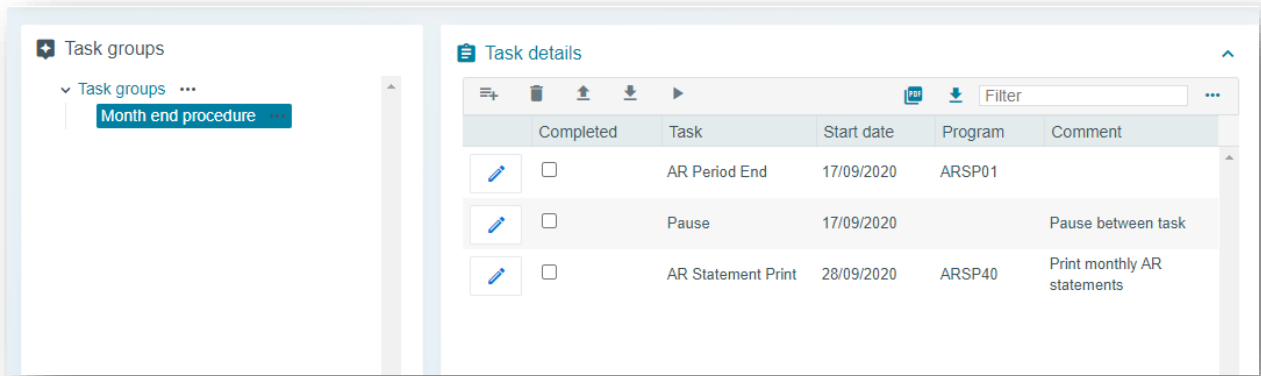 Task groups
Task groups ...
Month end procedure ...
Task details
PDF
Filter
...
Completed Task Start date Program Comment
AR Period End 17/09/2020 ARSP01
Pause 17/09/2020 Pause between task
AR Statement Print 28/09/2020 ARSP40 Print monthly AR
statements